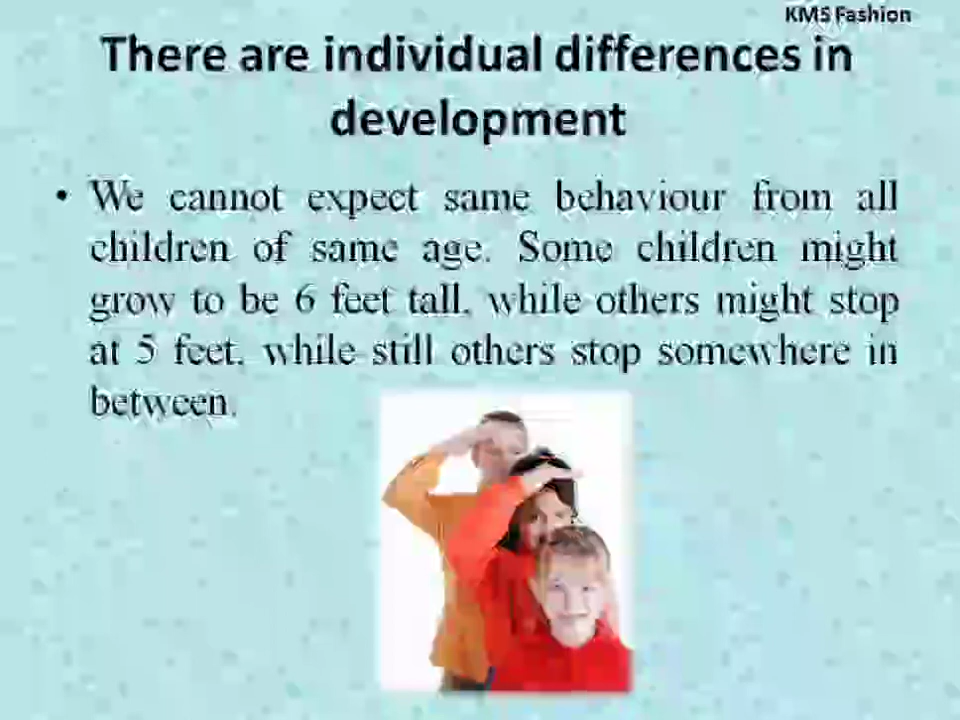 KMS Fashion
There are individual differences in
development
• We cannot expect same behaviour from all
children of same age. Some children might
grow to be 6 feet tall, while others might stop
at 5 feet, while still others stop somewhere in
between.